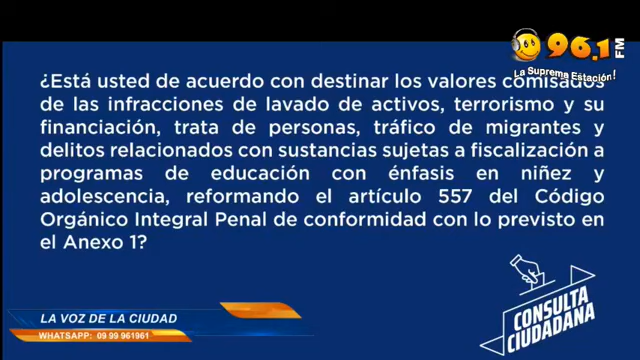 96.1 FM
La Suprema Estación!
¿Está usted de acuerdo con destinar los valores comisados
de las infracciones de lavado de activos, terrorismo y su
financiación, trata de personas, tráfico de migrantes y
delitos relacionados con sustancias sujetas a fiscalización a
programas de educación con énfasis en niñez y
adolescencia, reformando el artículo 557 del Código
Orgánico Integral Penal de conformidad con lo previsto en
el Anexo 1?
CONSULTA
CIUDADANA
LA VOZ DE LA CIUDAD
WHATSAPP: 09 99 961961